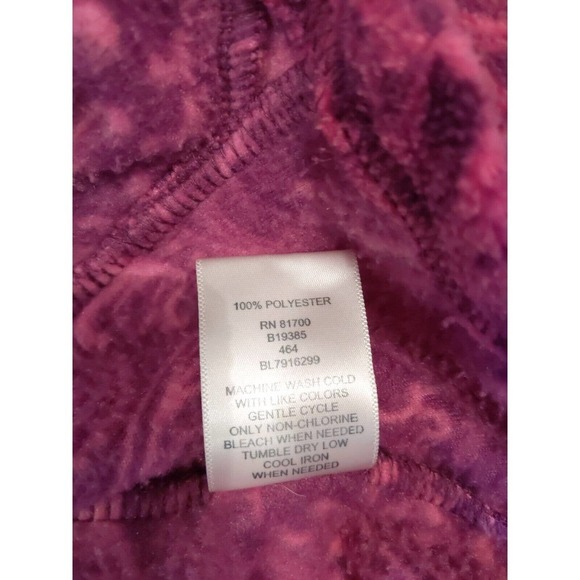 100% POLYESTER
RN 81700
B19385
464
BL7916299
MACHINE WASH COLD
WITH LIKE COLORS
GENTLE CYCLE
ONLY NON-CHLORINE
BLEACH WHEN NEEDED
TUMBLE DRY LOW
COOL IRON
WHEN NEEDED